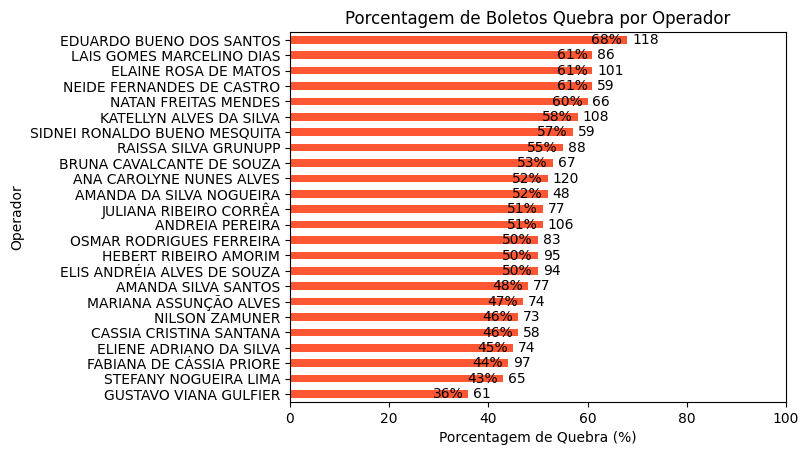 Porcentagem de Boletos Quebra por Operador
Operador
EDUARDO BUENO DOS SANTOS 68% 118
LAIS GOMES MARCELINO DIAS 61% 86
ELAINE ROSA DE MATOS 61% 101
NEIDE FERNANDES DE CASTRO 61% 59
NATAN FREITAS MENDES 60% 66
KATELLYN ALVES DA SILVA 58% 108
SIDNEI RONALDO BUENO MESQUITA 57% 59
RAISSA SILVA GRUNUPP 55% 88
BRUNA CAVALCANTE DE SOUZA 53% 67
ANA CAROLYNE NUNES ALVES 52% 120
AMANDA DA SILVA NOGUEIRA 52% 48
JULIANA RIBEIRO CORRÊA 51% 77
ANDREIA PEREIRA 51% 106
OSMAR RODRIGUES FERREIRA 50% 83
HEBERT RIBEIRO AMORIM 50% 95
ELIS ANDRÉIA ALVES DE SOUZA 50% 94
AMANDA SILVA SANTOS 48% 77
MARIANA ASSUNÇÃO ALVES 47% 74
NILSON ZAMUNER 46% 73
CASSIA CRISTINA SANTANA 46% 58
ELIENE ADRIANO DA SILVA 45% 74
FABIANA DE CÁSSIA PRIORE 44% 97
STEFANY NOGUEIRA LIMA 43% 65
GUSTAVO VIANA GULFIER 36% 61
0 20 40 60 80 100
Porcentagem de Quebra (%)